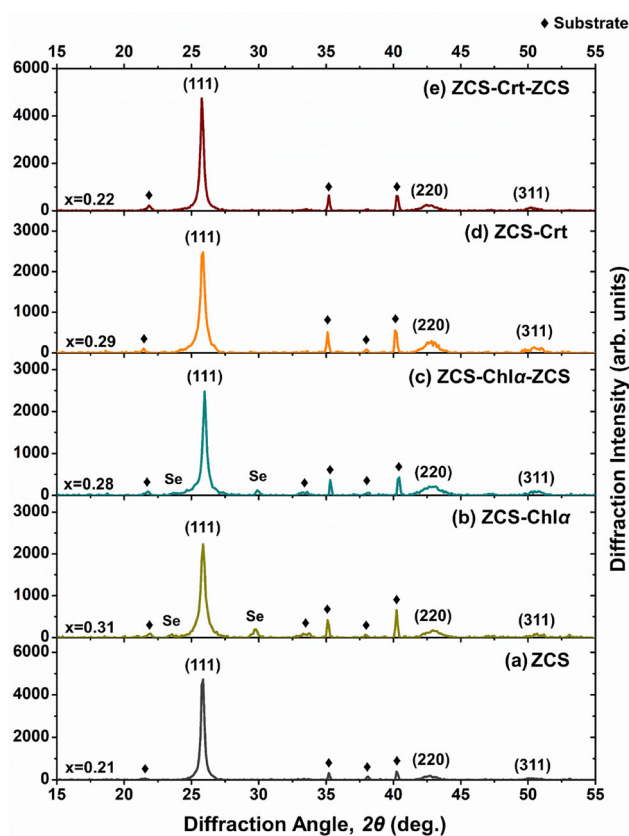 ♦ Substrate
15 20 25 30 35 40 45 50 55
6000
4000
2000
0
(111)
(e) ZCS-Crt-ZCS
x=0.22
♦ ♦ ♦
(220)
(311)
3000
2000
1000
0
(111)
(d) ZCS-Crt
x=0.29
♦ ♦ ♦ ♦
(220)
(311)
3000
2000
1000
0
(111)
(c) ZCS-Chlα-ZCS
x=0.28
♦ Se Se ♦ ♦ ♦ ♦
(220)
(311)
3000
2000
1000
0
(111)
(b) ZCS-Chlα
x=0.31
♦ Se Se ♦ ♦ ♦ ♦
(220)
(311)
6000
4000
2000
0
(111)
(a) ZCS
x=0.21
♦ ♦ ♦ ♦
(220)
(311)
15 20 25 30 35 40 45 50 55
Diffraction Angle, 2θ (deg.)
Diffraction Intensity (arb. units)